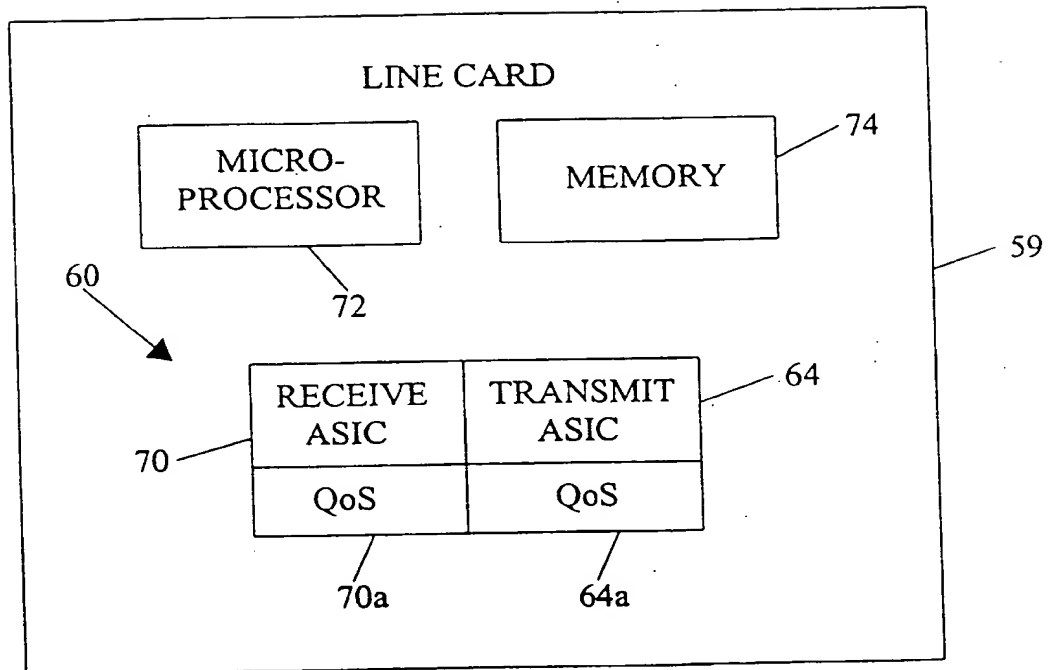 LINE CARD
MICRO-
PROCESSOR
MEMORY
74
59
60
72
RECEIVE
ASIC
TRANSMIT
ASIC
64
70
QoS
QoS
70a
64a